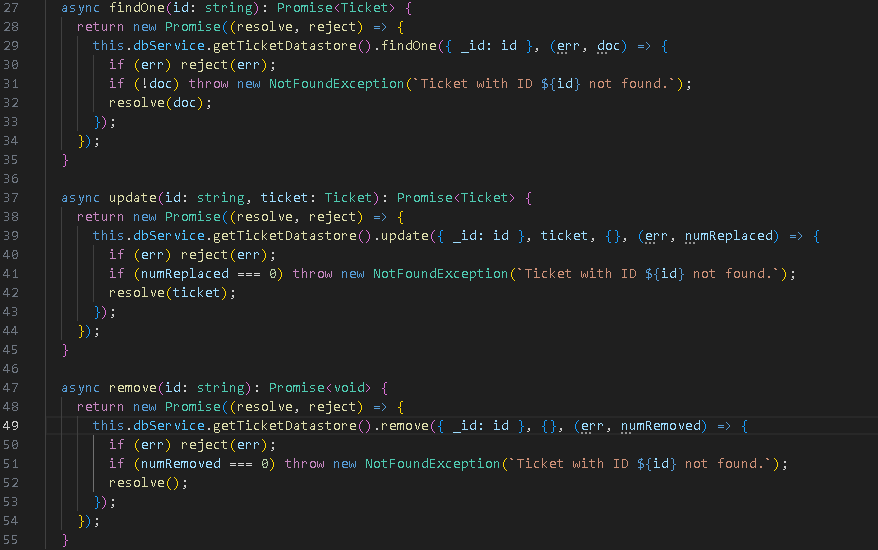 27 async findOne(id: string): Promise<Ticket> {
28 return new Promise((resolve, reject) => {
29 this.dbService.getTicketDatastore().findOne({ _id: id }, (err, doc) => {
30 if (err) reject(err);
31 if (!doc) throw new NotFoundException(`Ticket with ID ${id} not found.`);
32 resolve(doc);
33 });
34 });
35 }
36
37 async update(id: string, ticket: Ticket): Promise<Ticket> {
38 return new Promise((resolve, reject) => {
39 this.dbService.getTicketDatastore().update({ _id: id }, ticket, {}, (err, numReplaced) => {
40 if (err) reject(err);
41 if (numReplaced === 0) throw new NotFoundException(`Ticket with ID ${id} not found.`);
42 resolve(ticket);
43 });
44 });
45 }
46
47 async remove(id: string): Promise<void> {
48 return new Promise((resolve, reject) => {
49 this.dbService.getTicketDatastore().remove({ _id: id }, {}, (err, numRemoved) => {
50 if (err) reject(err);
51 if (numRemoved === 0) throw new NotFoundException(`Ticket with ID ${id} not found.`);
52 resolve();
53 });
54 });
55 }